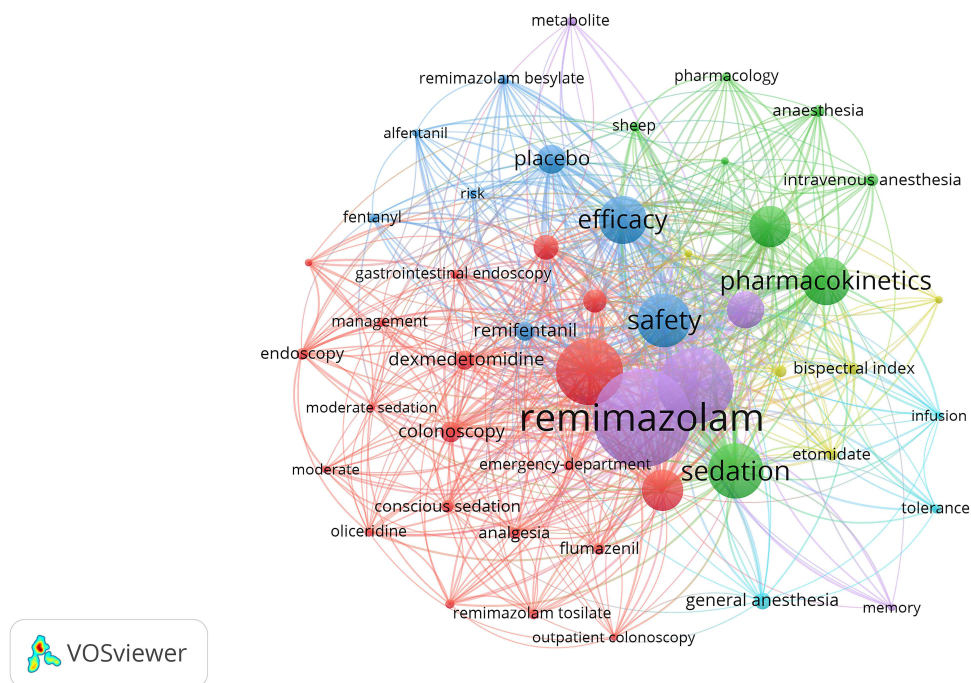 metabolite
remimazolam besylate
pharmacology
anaesthesia
alfentanil
sheep
placebo
intravenous anesthesia
risk
fentanyl
efficacy
gastrointestinal endoscopy
pharmacokinetics
management
remifentanil
safety
endoscopy
dexmedetomidine
bispectral index
moderate sedation
remimazolam
infusion
colonoscopy
etomidate
emergency-department
sedation
moderate
conscious sedation
tolerance
oliceridine
analgesia
flumazenil
general anesthesia
memory
remimazolam tosilate
outpatient colonoscopy
VOSviewer